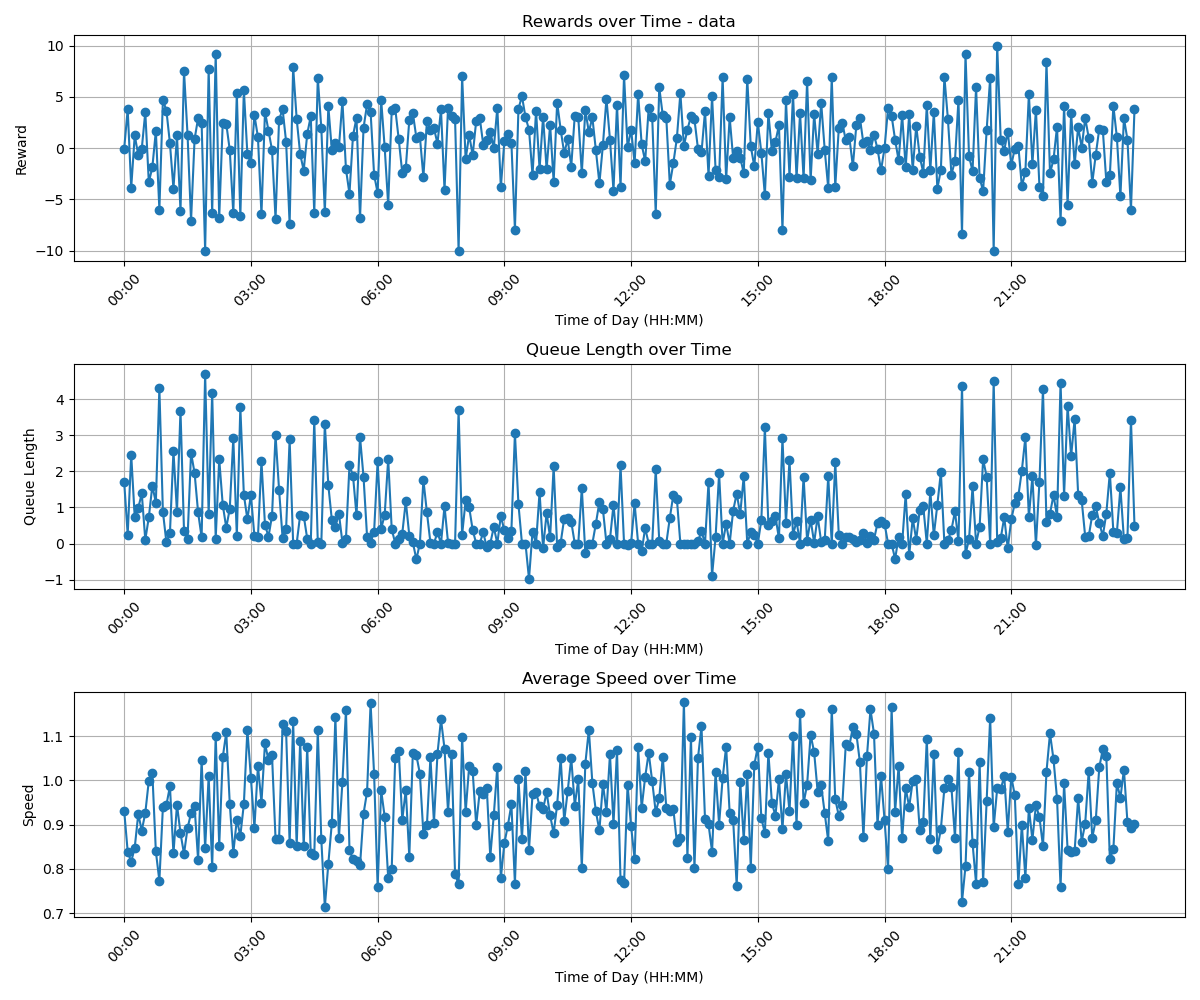 Rewards over Time - data
10
5
0
−5
−10
Reward
00:00 03:00 06:00 09:00 12:00 15:00 18:00 21:00
Time of Day (HH:MM)
Queue Length over Time
4
3
2
1
0
−1
Queue Length
00:00 03:00 06:00 09:00 12:00 15:00 18:00 21:00
Time of Day (HH:MM)
Average Speed over Time
1.1
1.0
0.9
0.8
0.7
Speed
00:00 03:00 06:00 09:00 12:00 15:00 18:00 21:00
Time of Day (HH:MM)